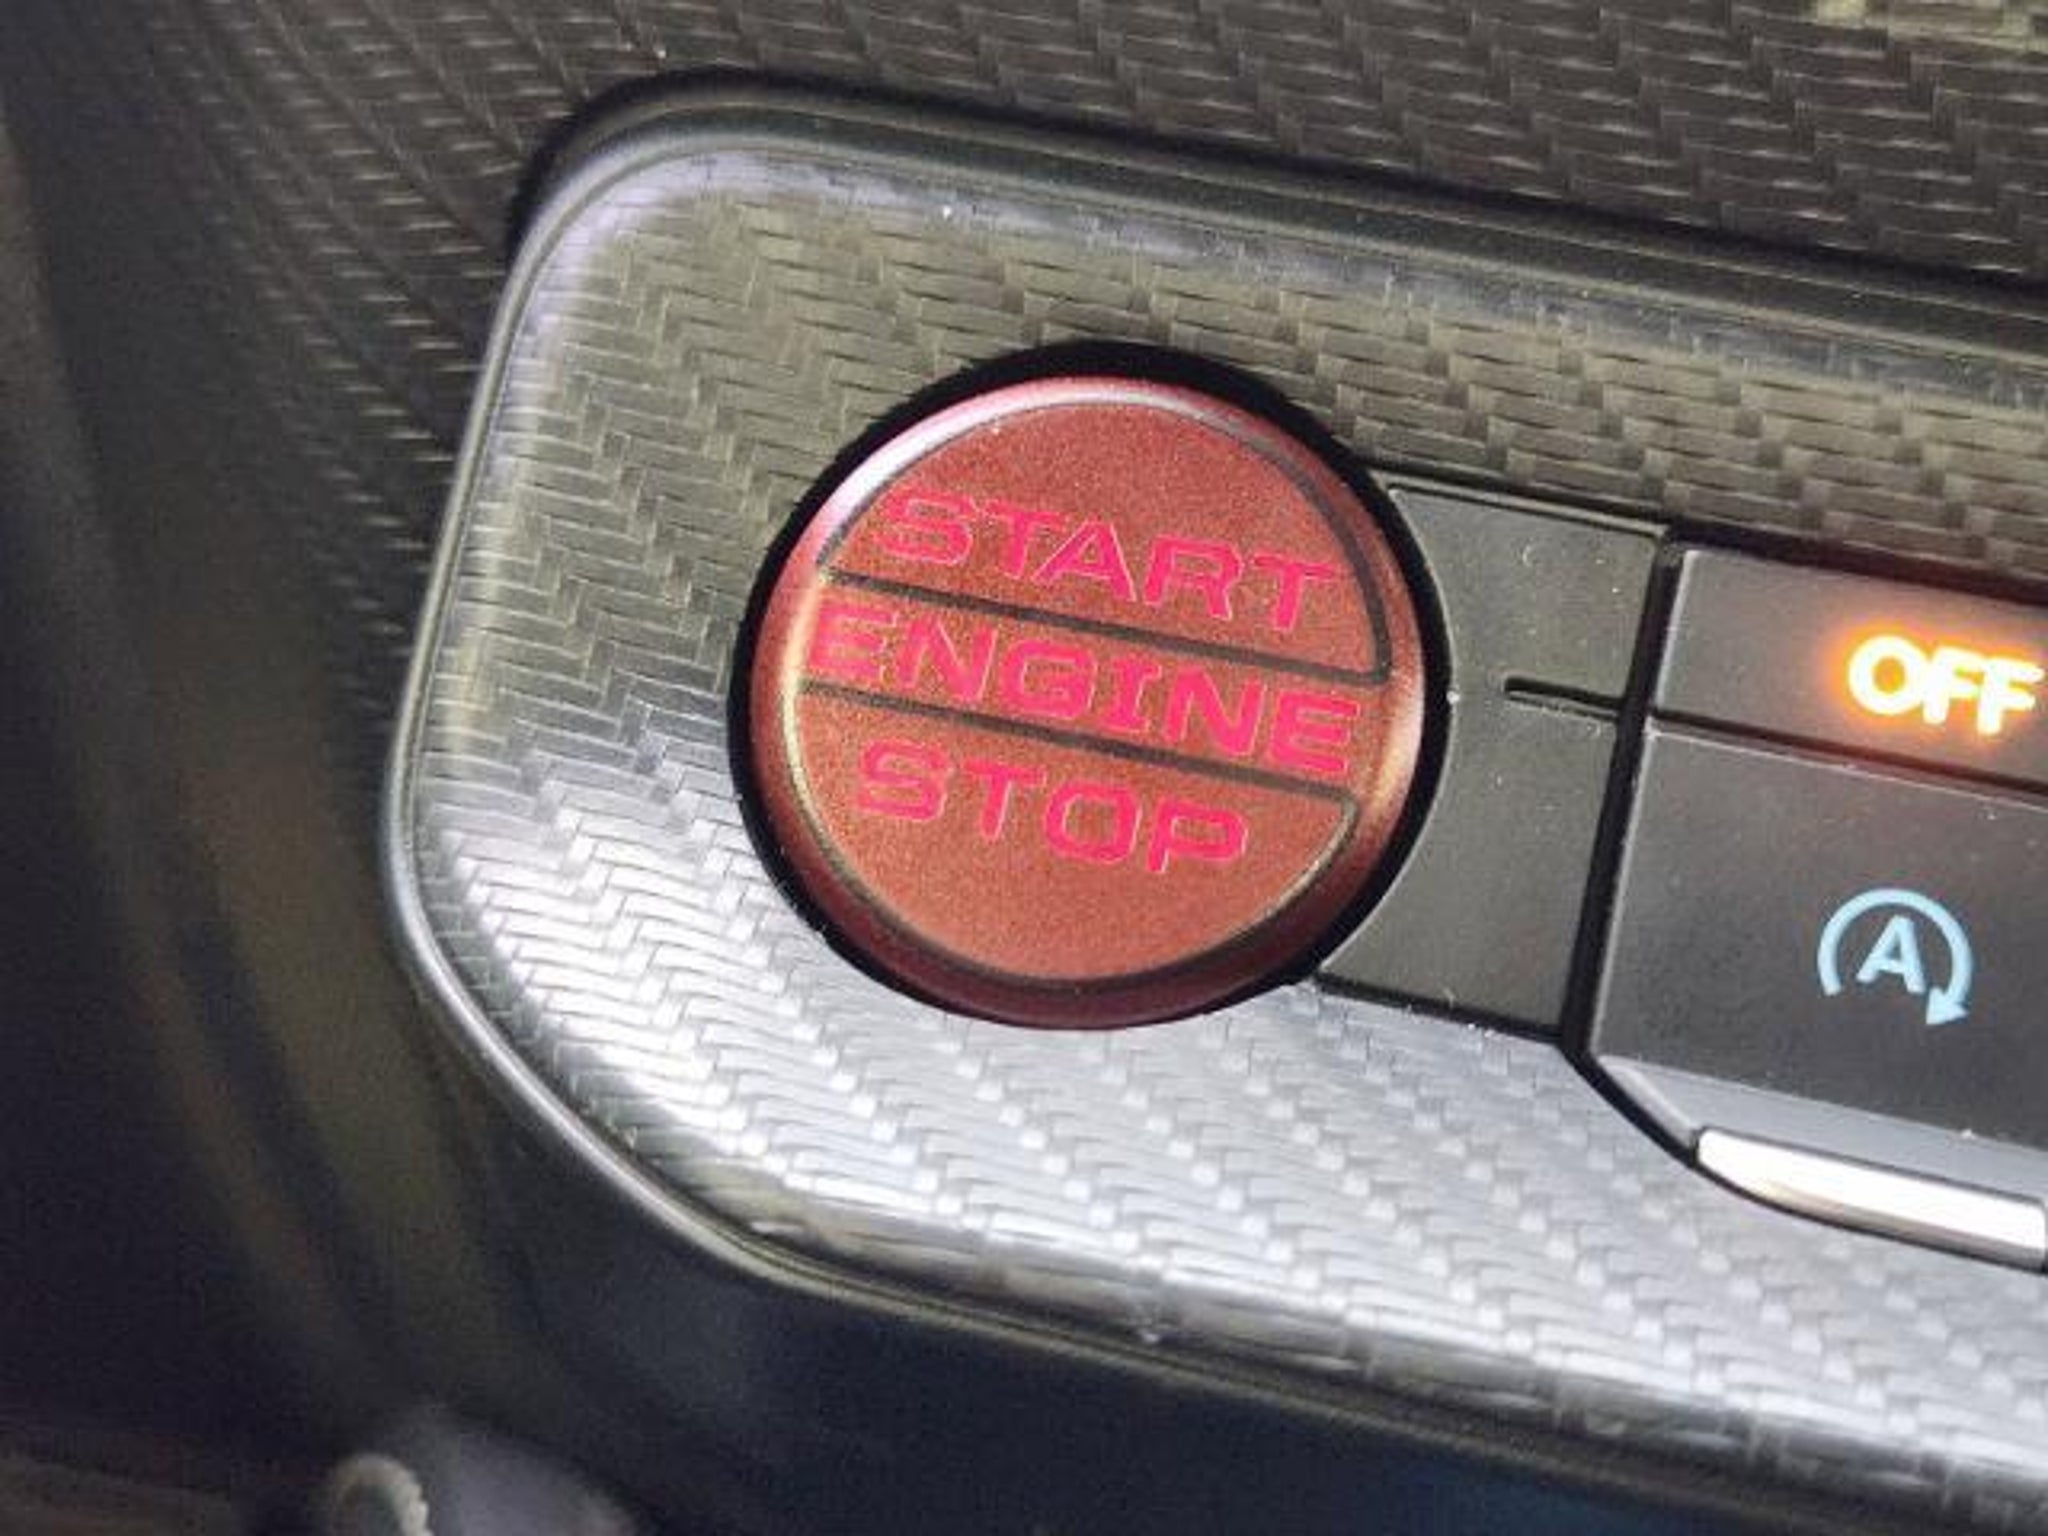 START
ENGINE
STOP
OFF
A